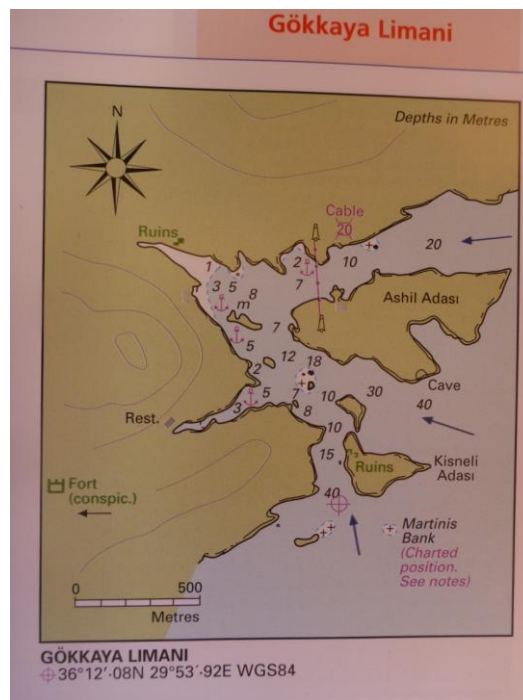 Gökkaya Limani
N
Depths in Metres
Cable
20
Ruins
20
10
1
2
3
5
7
8
m
Ashil Adası
7
5
12
18
2
Cave
30
40
7
10
5
3
8
Rest.
10
15
Ruins
Kisneli
Adası
Fort
(conspic.)
40
Martinis
Bank
(Charted
position.
See notes)
0
500
Metres
GÖKKAYA LIMANI
36°12'·08N 29°53'·92E WGS84